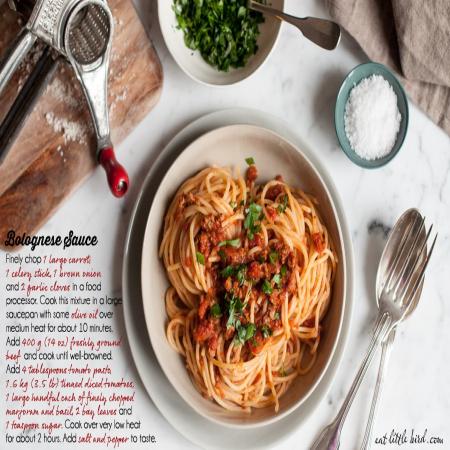 Bolognese Sauce
Finely chop 1 large carrot,
1 celery stick, 1 brown onion
and 2 garlic cloves in a food
processor. Cook this mixture in a large
saucepan with some olive oil over
medium heat for about 10 minutes.
Add 400 g (14 oz) freshly ground
beef and cook until well-browned.
Add 4 tablespoons tomato paste,
1.6 kg (3.5 lb) tinned diced tomatoes,
1 large handful each of finely chopped
marjoram and basil, 2 bay leaves and
1 teaspoon sugar. Cook over very low heat
for about 2 hours. Add salt and pepper to taste.
eat little bird.com